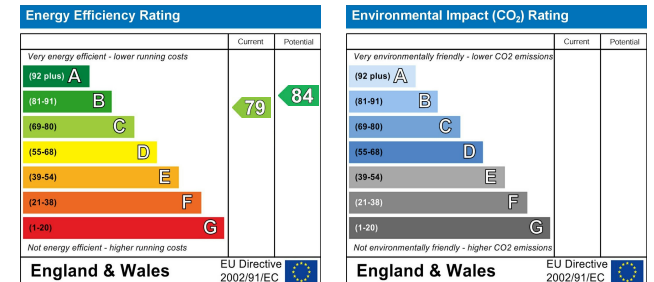 Energy Efficiency Rating
Current Potential
Very energy efficient - lower running costs
(92 plus) A
(81-91) B
(69-80) C
(55-68) D
(39-54) E
(21-38) F
(1-20) G
79
84
Not energy efficient - higher running costs
England & Wales
EU Directive
2002/91/EC
Environmental Impact (CO₂) Rating
Current Potential
Very environmentally friendly - lower CO2 emissions
(92 plus) A
(81-91) B
(69-80) C
(55-68) D
(39-54) E
(21-38) F
(1-20) G
Not environmentally friendly - higher CO2 emissions
England & Wales
EU Directive
2002/91/EC